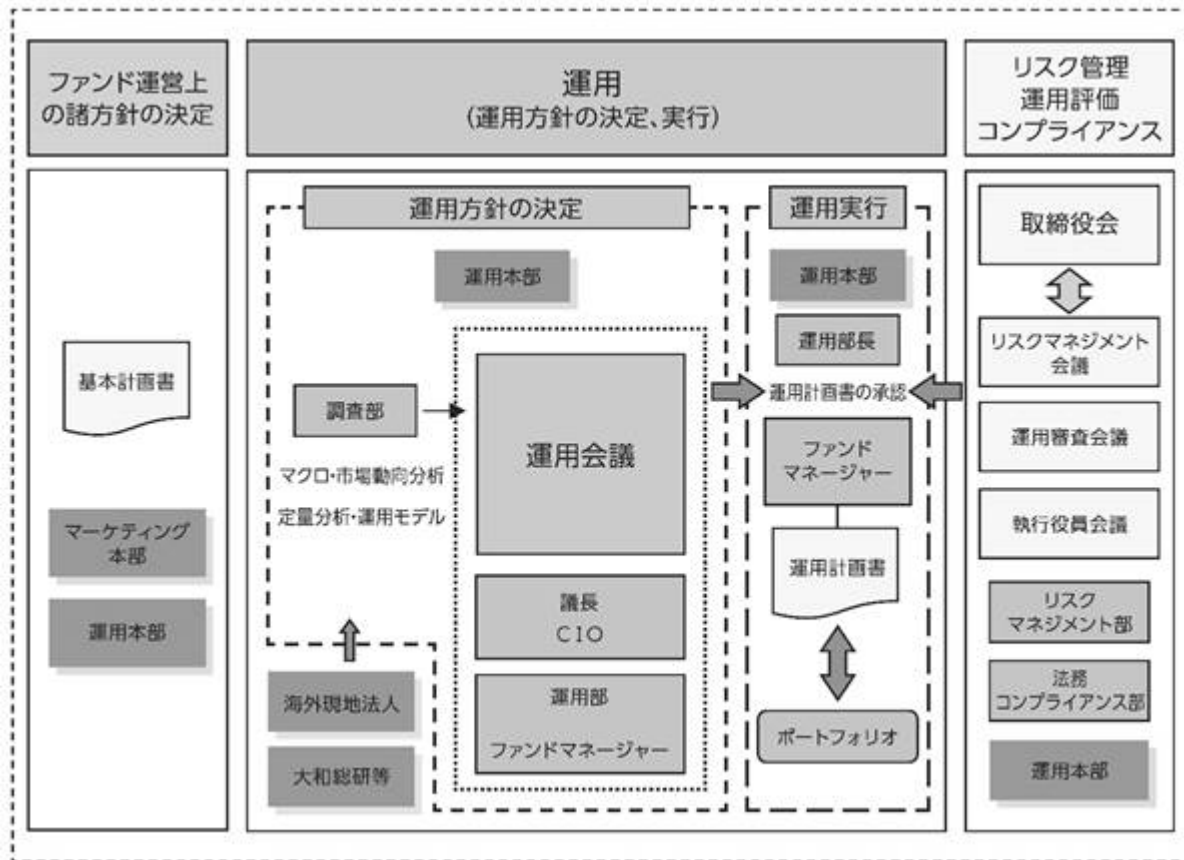 ファンド運営上
の諸方針の決定
運用
(運用方針の決定、実行)
リスク管理
運用評価
コンプライアンス
基本計画書
マーケティング
本部
運用本部
運用方針の決定
運用本部
調査部
マクロ・市場動向分析
定量分析・運用モデル
海外現地法人
大和総研等
運用会議
議長
CIO
運用部
ファンドマネージャー
運用実行
運用本部
運用部長
運用計画書の承認
ファンド
マネージャー
運用計画書
ポートフォリオ
取締役会
リスクマネジメント
会議
運用審査会議
執行役員会議
リスク
マネジメント部
法務
コンプライアンス部
運用本部